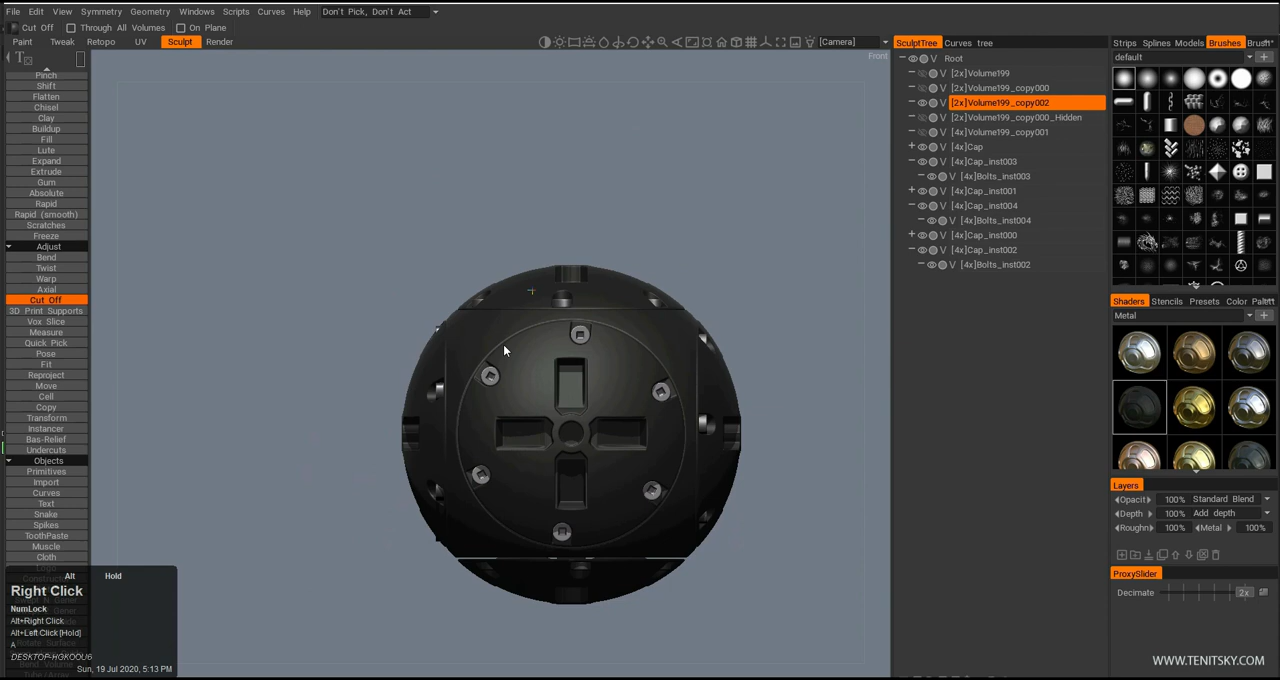 File Edit View Symmetry Geometry Windows Scripts Curves Help Don't Pick, Don't Act
Cut Off Through All Volumes On Plane
Paint Tweak Retopo UV Sculpt Render [Camera]
Front
Pinch
Shift
Flatten
Chisel
Clay
Buildup
Fill
Lute
Expand
Extrude
Gum
Absolute
Rapid
Rapid (smooth)
Scratches
Freeze
Adjust
Bend
Twist
Warp
Axial
Cut Off
3D Print Supports
Vox Slice
Measure
Quick Pick
Pose
Fit
Reproject
Move
Cell
Copy
Transform
Instancer
Bas-Relief
Undercuts
Objects
Primitives
Import
Curves
Text
Snake
Spikes
ToothPaste
Muscle
Cloth
Alt Hold
Right Click
NumLock
Alt+Right Click
Alt+Left Click [Hold]
A
DESKTOP-HGKOOU6
Sun, 19 Jul 2020, 5:13 PM
SculptTree Curves tree
Root
[2x]Volume199
[2x]Volume199_copy000
[2x]Volume199_copy002
[2x]Volume199_copy000_Hidden
[4x]Volume199_copy001
[4x]Cap
[4x]Cap_inst003
[4x]Bolts_inst003
[4x]Cap_inst001
[4x]Cap_inst004
[4x]Bolts_inst004
[4x]Cap_inst000
[4x]Cap_inst002
[4x]Bolts_inst002
Strips Splines Models Brushes
default
Shaders Stencils Presets Color
Metal
Layers
Opacit 100% Standard Blend
Depth 100% Add depth
Roughn 100% Metal 100%
ProxySlider
Decimate 2x
WWW.TENITSKY.COM